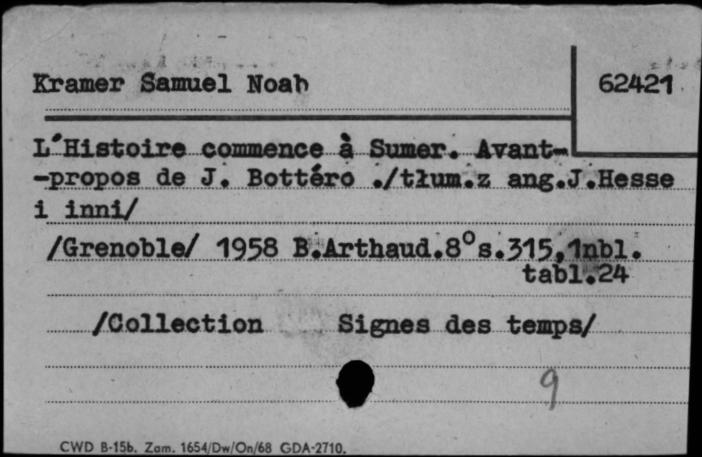 Kramer Samuel Noah 62421
L'Histoire commence à Sumer. Avant-
-propos de J. Bottéro ./tłum.z ang.J.Hesse
i inni/
/Grenoble/ 1958 B.Arthaud.8°s.315,1nbl.
tabl.24
/Collection Signes des temps/
9
CWD B-15b. Zam. 1654/Dw/On/68 GDA-2710.